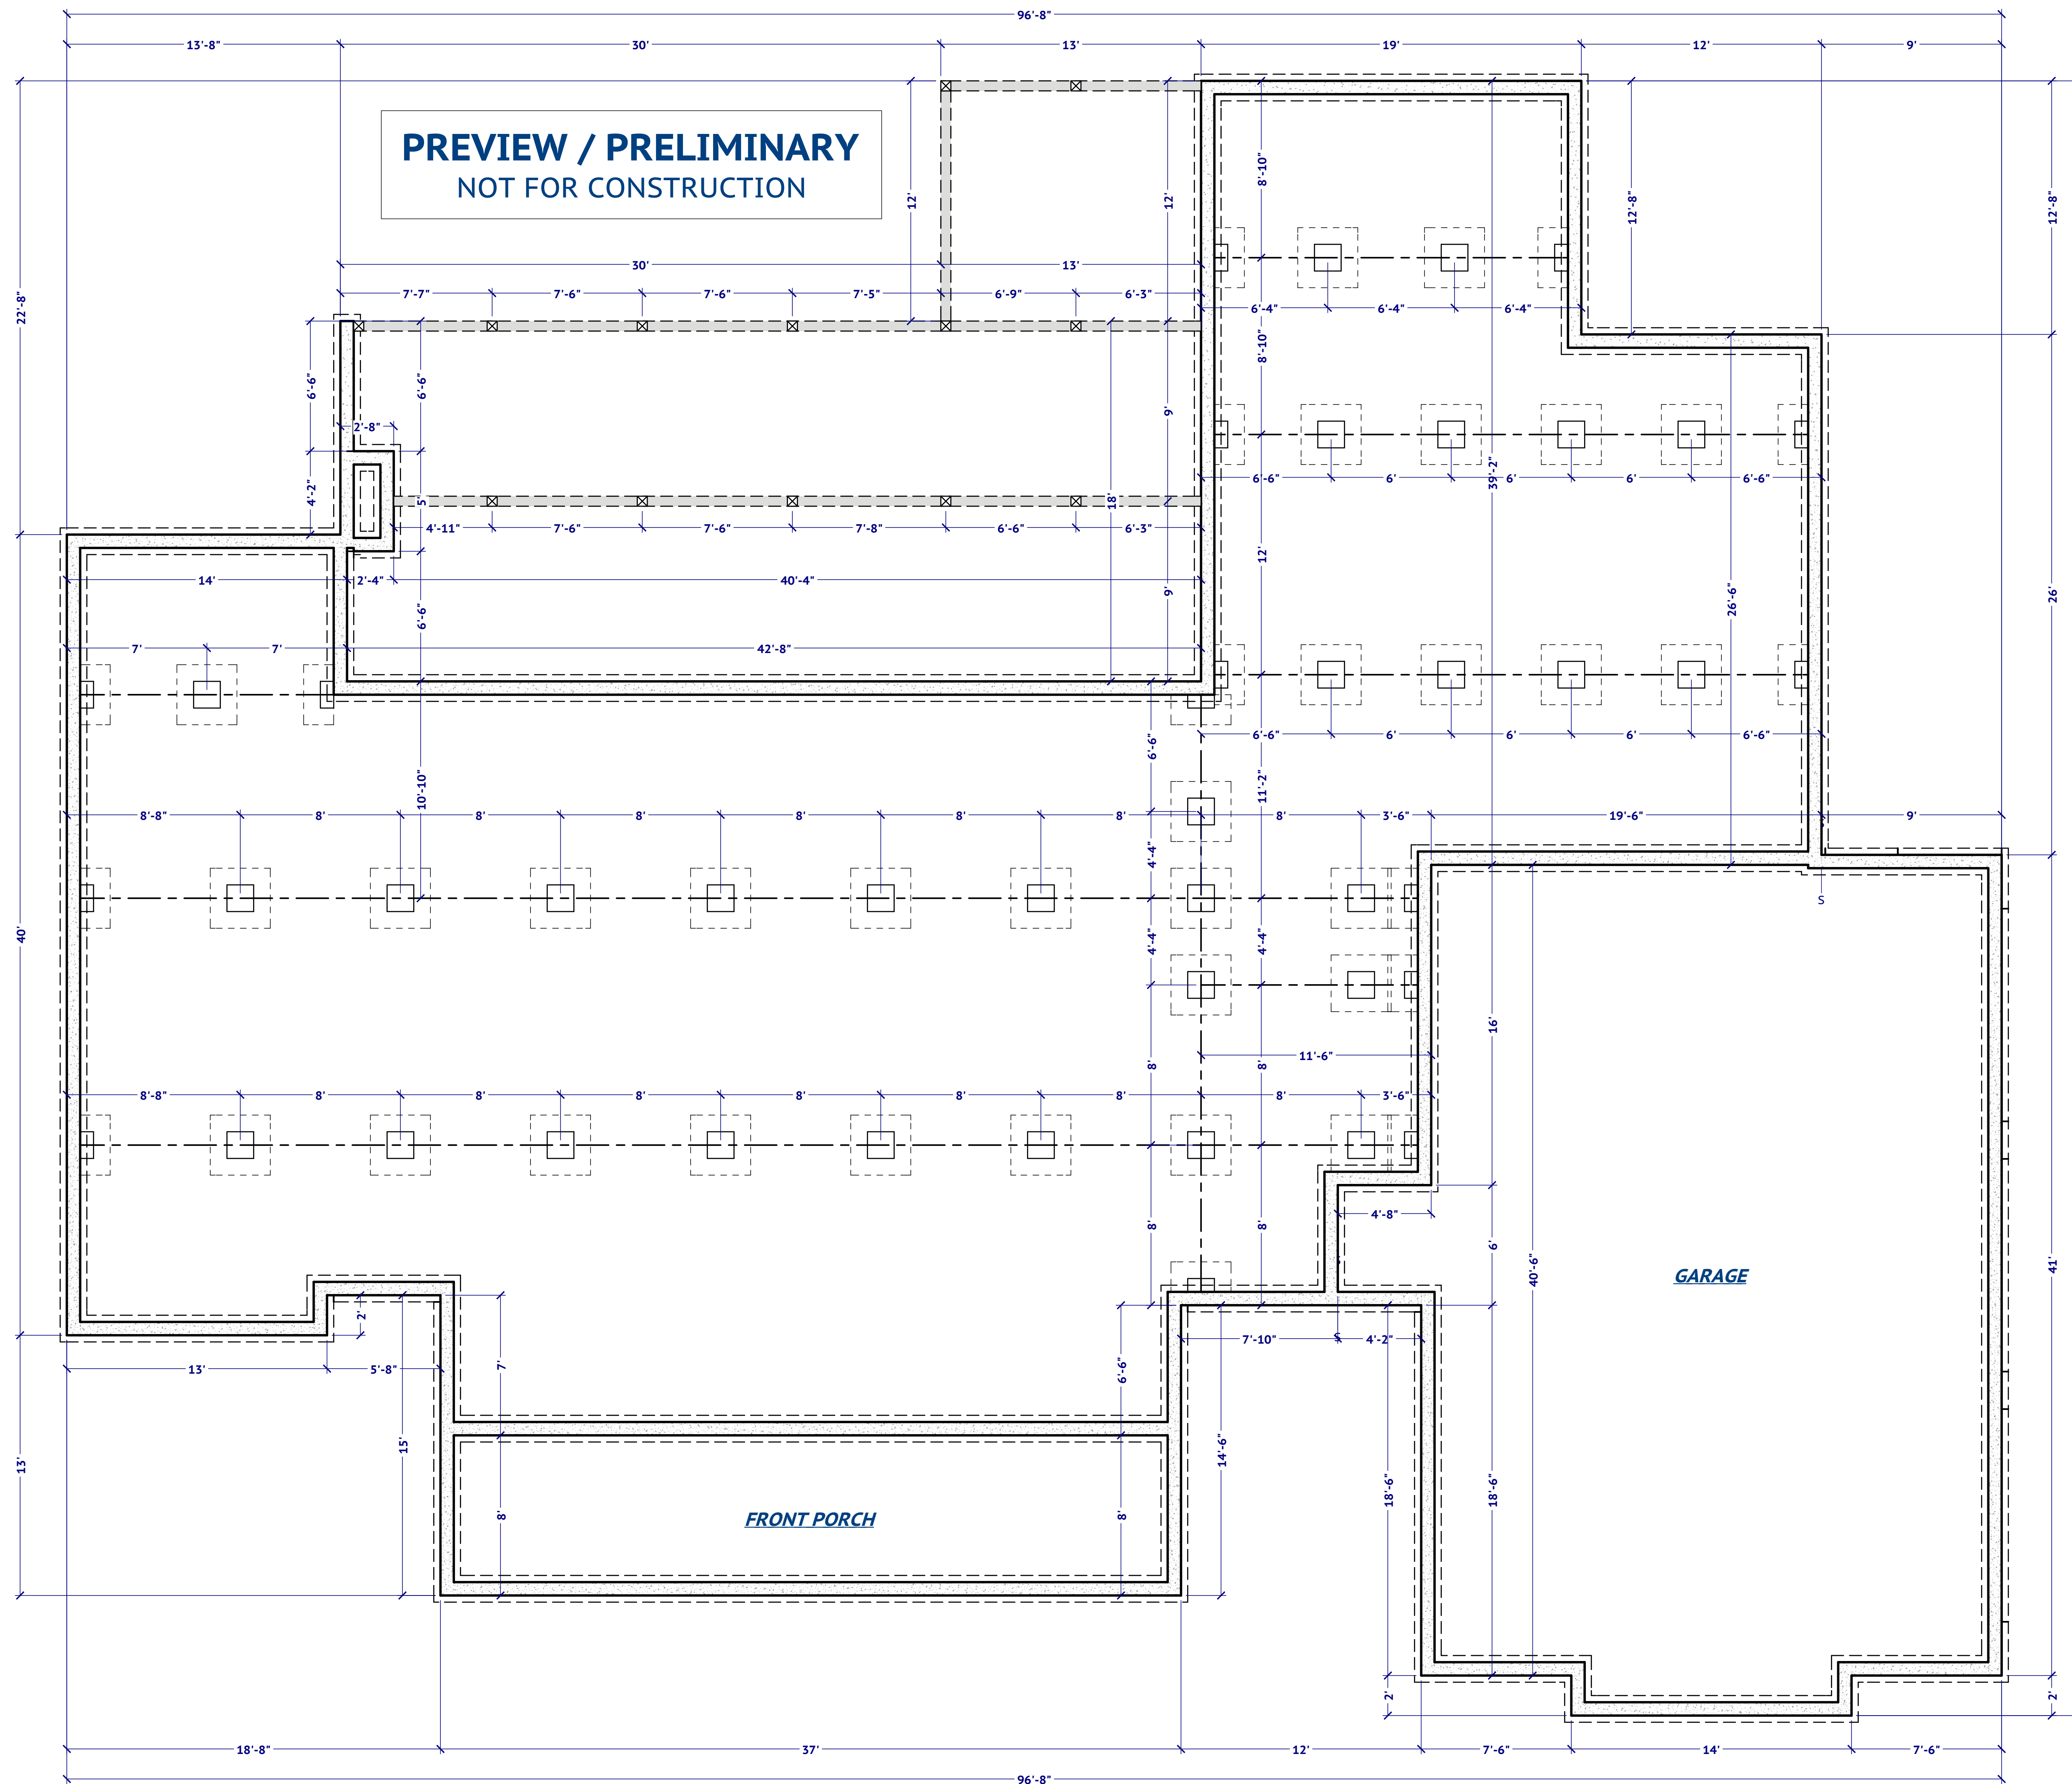 96'-8"
13'-8" 30' 13' 19' 12' 9'
PREVIEW / PRELIMINARY
NOT FOR CONSTRUCTION
22'-8" 12' 12' 8'-10" 12'-8" 12'-8"
30' 13'
7'-7" 7'-6" 7'-6" 7'-5" 6'-9" 6'-3"
6'-4" 6'-4" 6'-4"
8'-10"
6'-6" 6'-6" 9'
2'-8"
6'-6" 6' 6' 6' 6'-6"
39'-2"
4'-2" 5' 18'
4'-11" 7'-6" 7'-6" 7'-8" 6'-6" 6'-3"
12'
14' 2'-4" 40'-4"
6'-6" 9' 26'-6" 26'
7' 7' 42'-8"
6'-6" 6' 6' 6' 6'-6"
6'-6" 11'-2"
10'-10"
8'-8" 8' 8' 8' 8' 8' 8' 8' 3'-6" 19'-6" 9'
4'-4"
S
40' 4'-4" 4'-4"
16'
11'-6"
8' 8'
8'-8" 8' 8' 8' 8' 8' 8' 8' 3'-6"
4'-8"
8' 8' 6' 40'-6" 41'
GARAGE
2'
7'-10" S 4'-2"
13' 5'-8" 7' 6'-6"
13' 15' 14'-6" 18'-6" 18'-6"
8' 8'
FRONT PORCH
2' 2'
18'-8" 37' 12' 7'-6" 14' 7'-6"
96'-8"